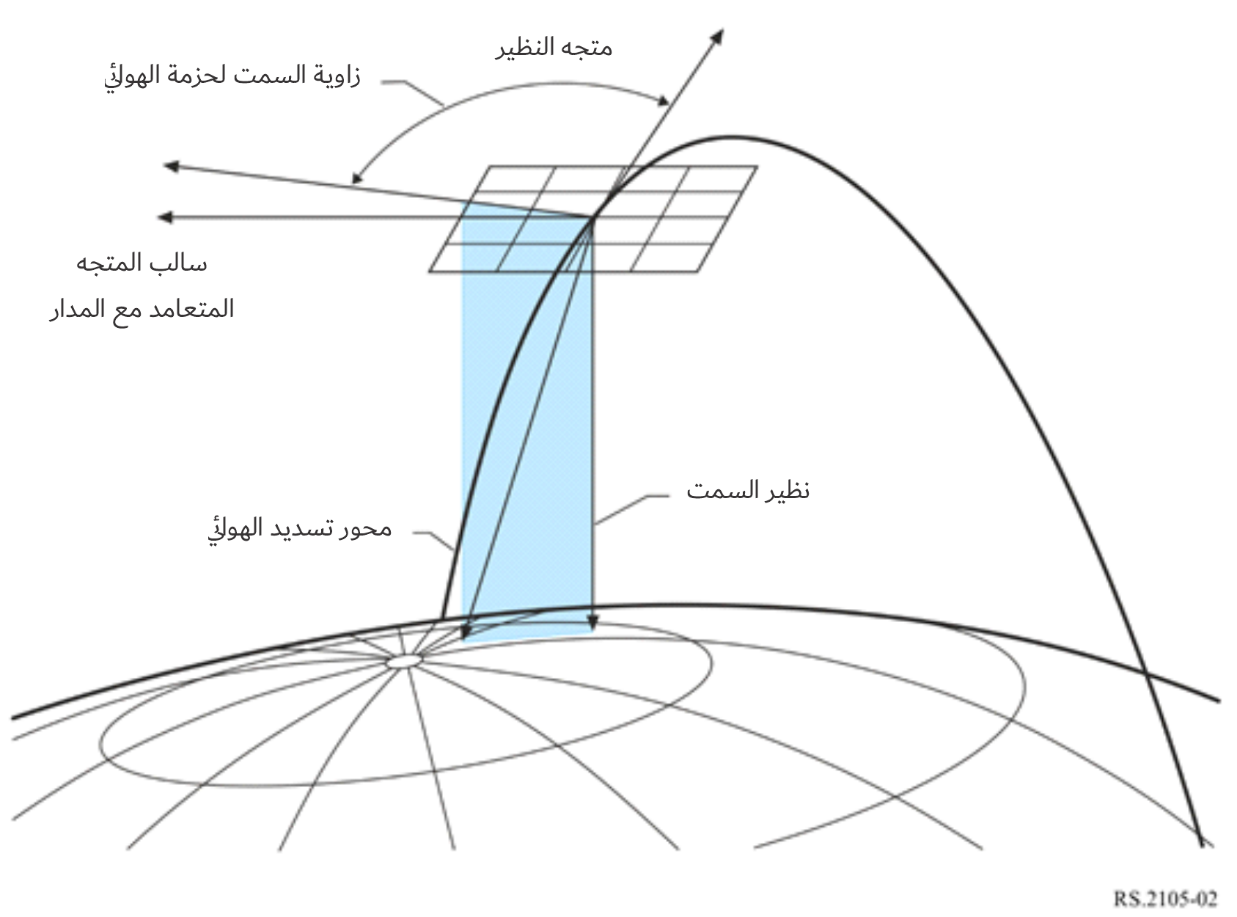 متجه النظير
زاوية السمت لحزمة الهوائي
سالب المتجه
المتعامد مع المدار
نظير السمت
محور تسديد الهوائي
RS.2105-02